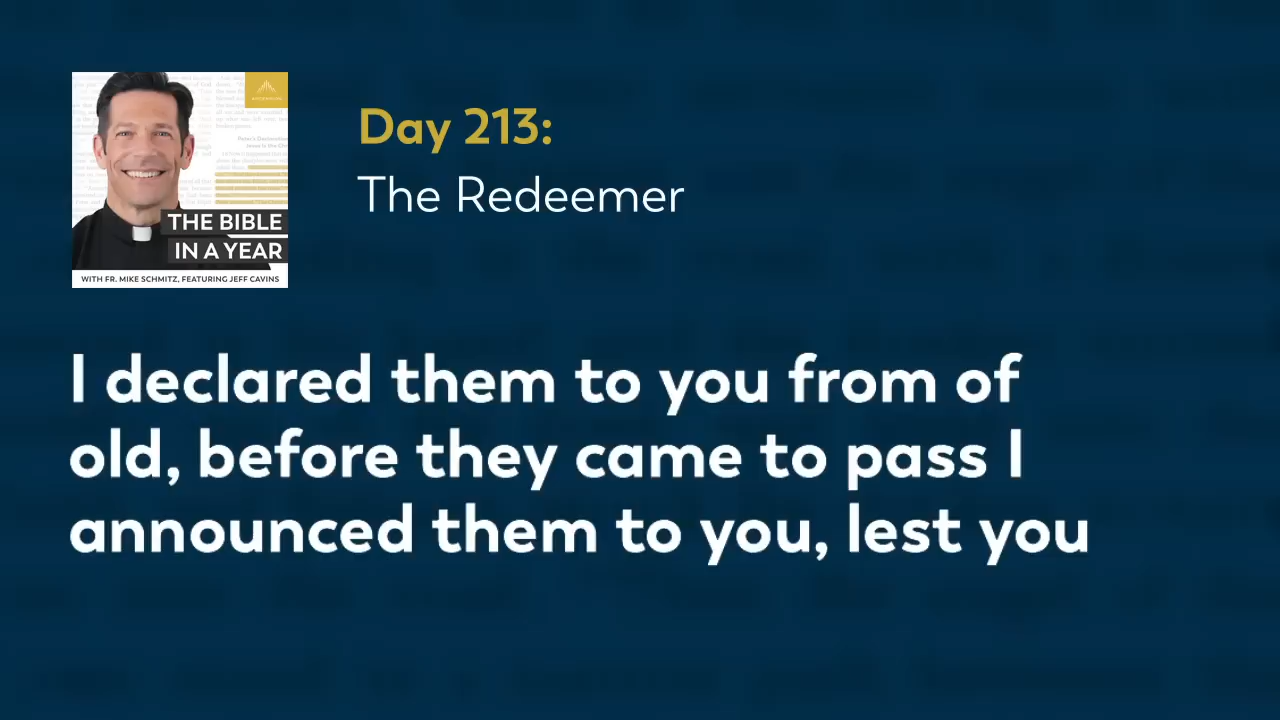 Day 213:
The Redeemer
THE BIBLE
IN A YEAR
WITH FR. MIKE SCHMITZ, FEATURING JEFF CAVINS
I declared them to you from of
old, before they came to pass I
announced them to you, lest you